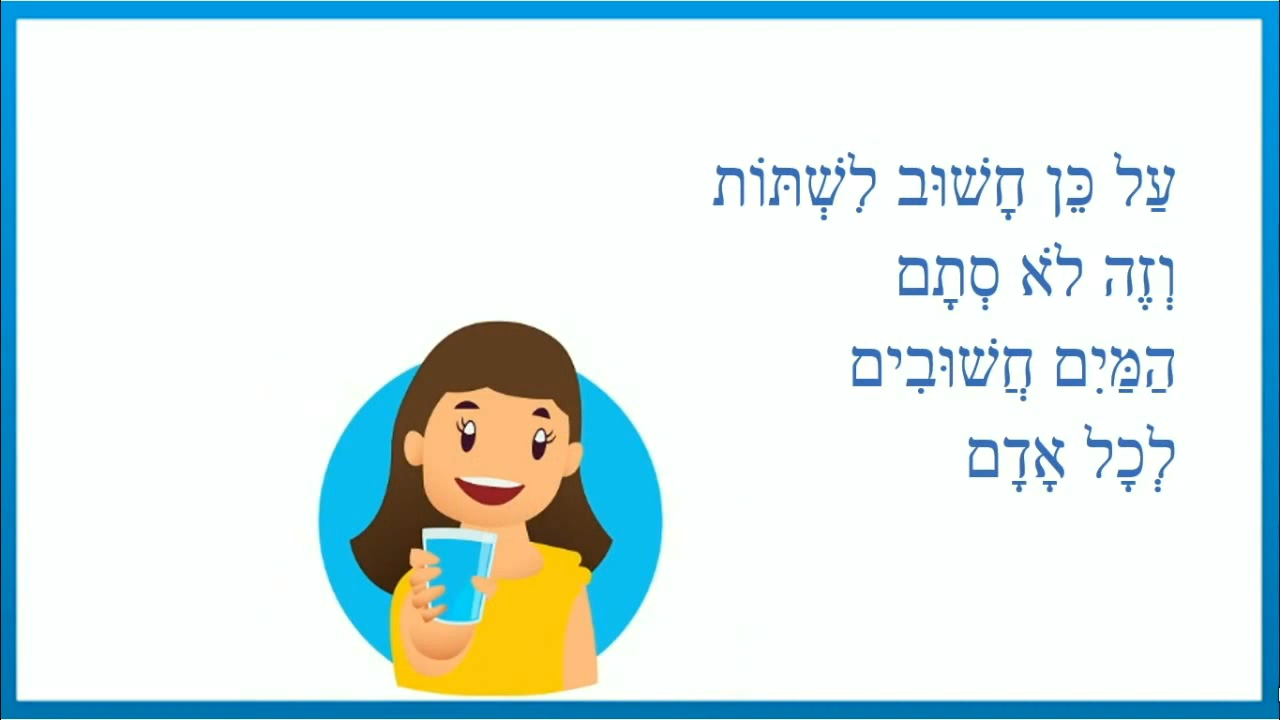 עַל כֵּן חָשׁוּב לִשְׁתּוֹת
וְזֶה לֹא סְתָם
הַמַּיִם חֲשׁוּבִים
לְכָל אָדָם